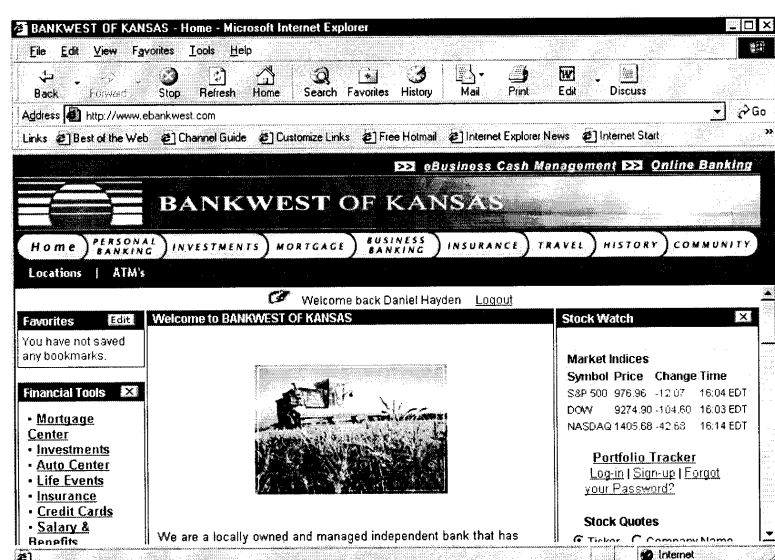 BANKWEST OF KANSAS - Home - Microsoft Internet Explorer
File Edit View Favorites Tools Help
Back Forward Stop Refresh Home Search Favorites History Mail Print Edit Discuss
Address http://www.ebankwest.com Go
Links Best of the Web Channel Guide Customize Links Free Hotmail Internet Explorer News Internet Start
eBusiness Cash Management Online Banking
BANKWEST OF KANSAS
Home PERSONAL BANKING INVESTMENTS MORTGAGE BUSINESS BANKING INSURANCE TRAVEL HISTORY COMMUNITY
Locations | ATM's
Welcome back Daniel Hayden Logout
Favorites Edit
You have not saved
any bookmarks.
Financial Tools
• Mortgage
Center
• Investments
• Auto Center
• Life Events
• Insurance
• Credit Cards
• Salary &
Benefits
Welcome to BANKWEST OF KANSAS
We are a locally owned and managed independent bank that has
Stock Watch
Market Indices
Symbol Price Change Time
S&P 500 976.96 -12.07 16:04 EDT
DOW 9274.90 -104.60 16:03 EDT
NASDAQ 1405.68 -42.68 16:14 EDT
Portfolio Tracker
Log-in | Sign-up | Forgot
your Password?
Stock Quotes
Ticker Company Name
Internet